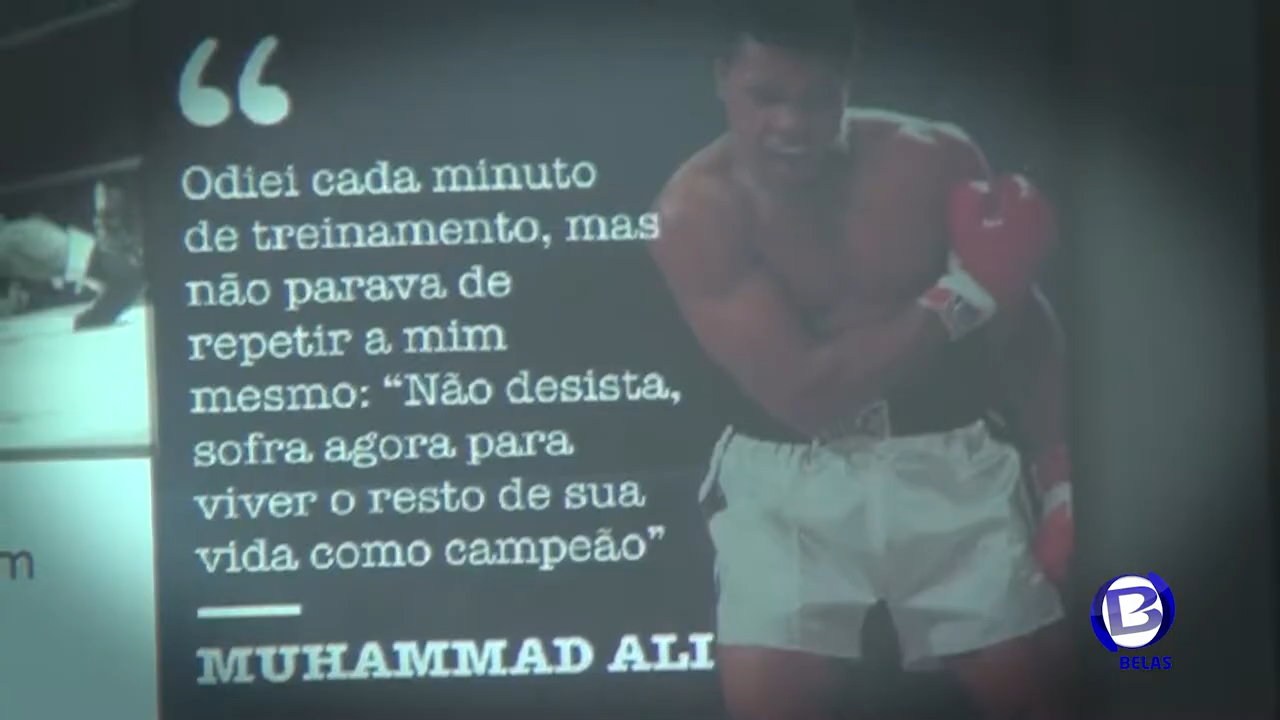 “
Odiei cada minuto
de treinamento, mas
não parava de
repetir a mim
mesmo: “Não desista,
sofra agora para
viver o resto de sua
vida como campeão”
MUHAMMAD ALI
m
B
BELAS